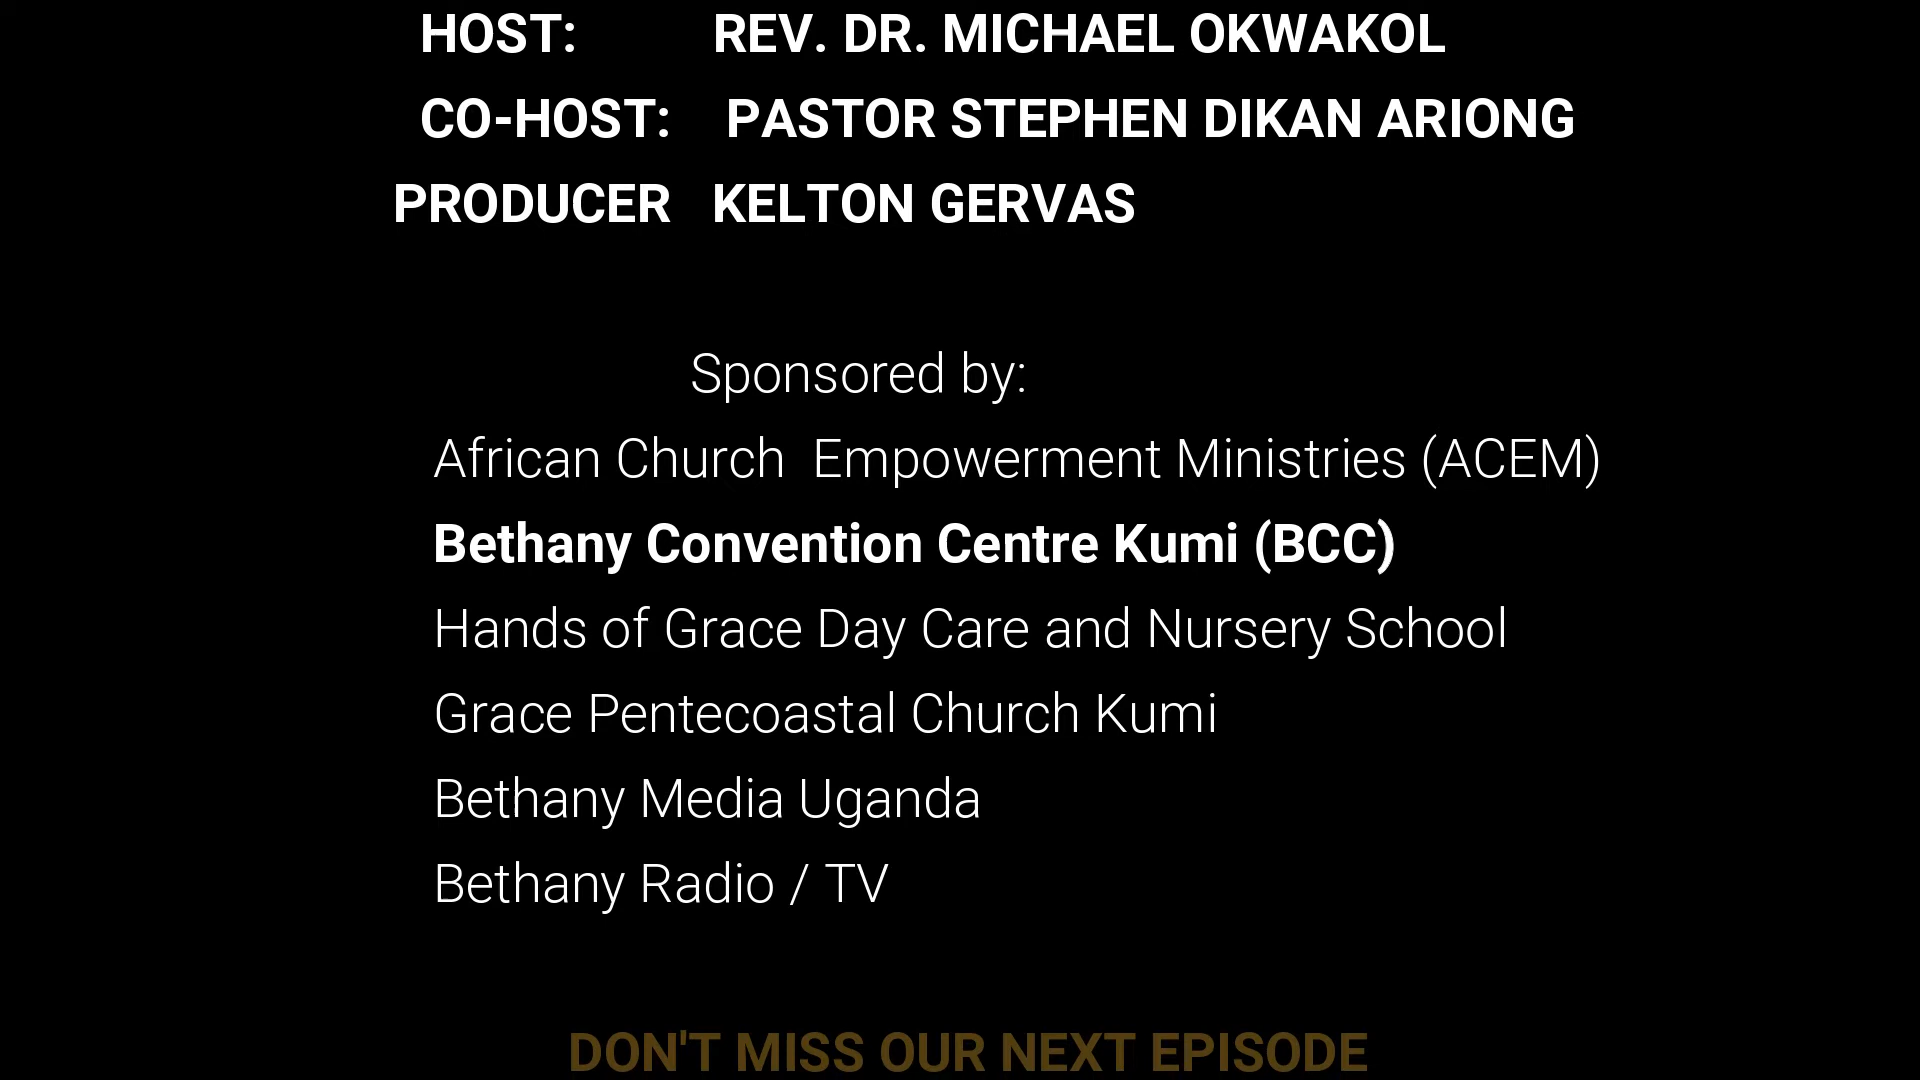 HOST: REV. DR. MICHAEL OKWAKOL
CO-HOST: PASTOR STEPHEN DIKAN ARIONG
PRODUCER KELTON GERVAS
Sponsored by:
African Church Empowerment Ministries (ACEM)
Bethany Convention Centre Kumi (BCC)
Hands of Grace Day Care and Nursery School
Grace Pentecoastal Church Kumi
Bethany Media Uganda
Bethany Radio / TV
DON'T MISS OUR NEXT EPISODE